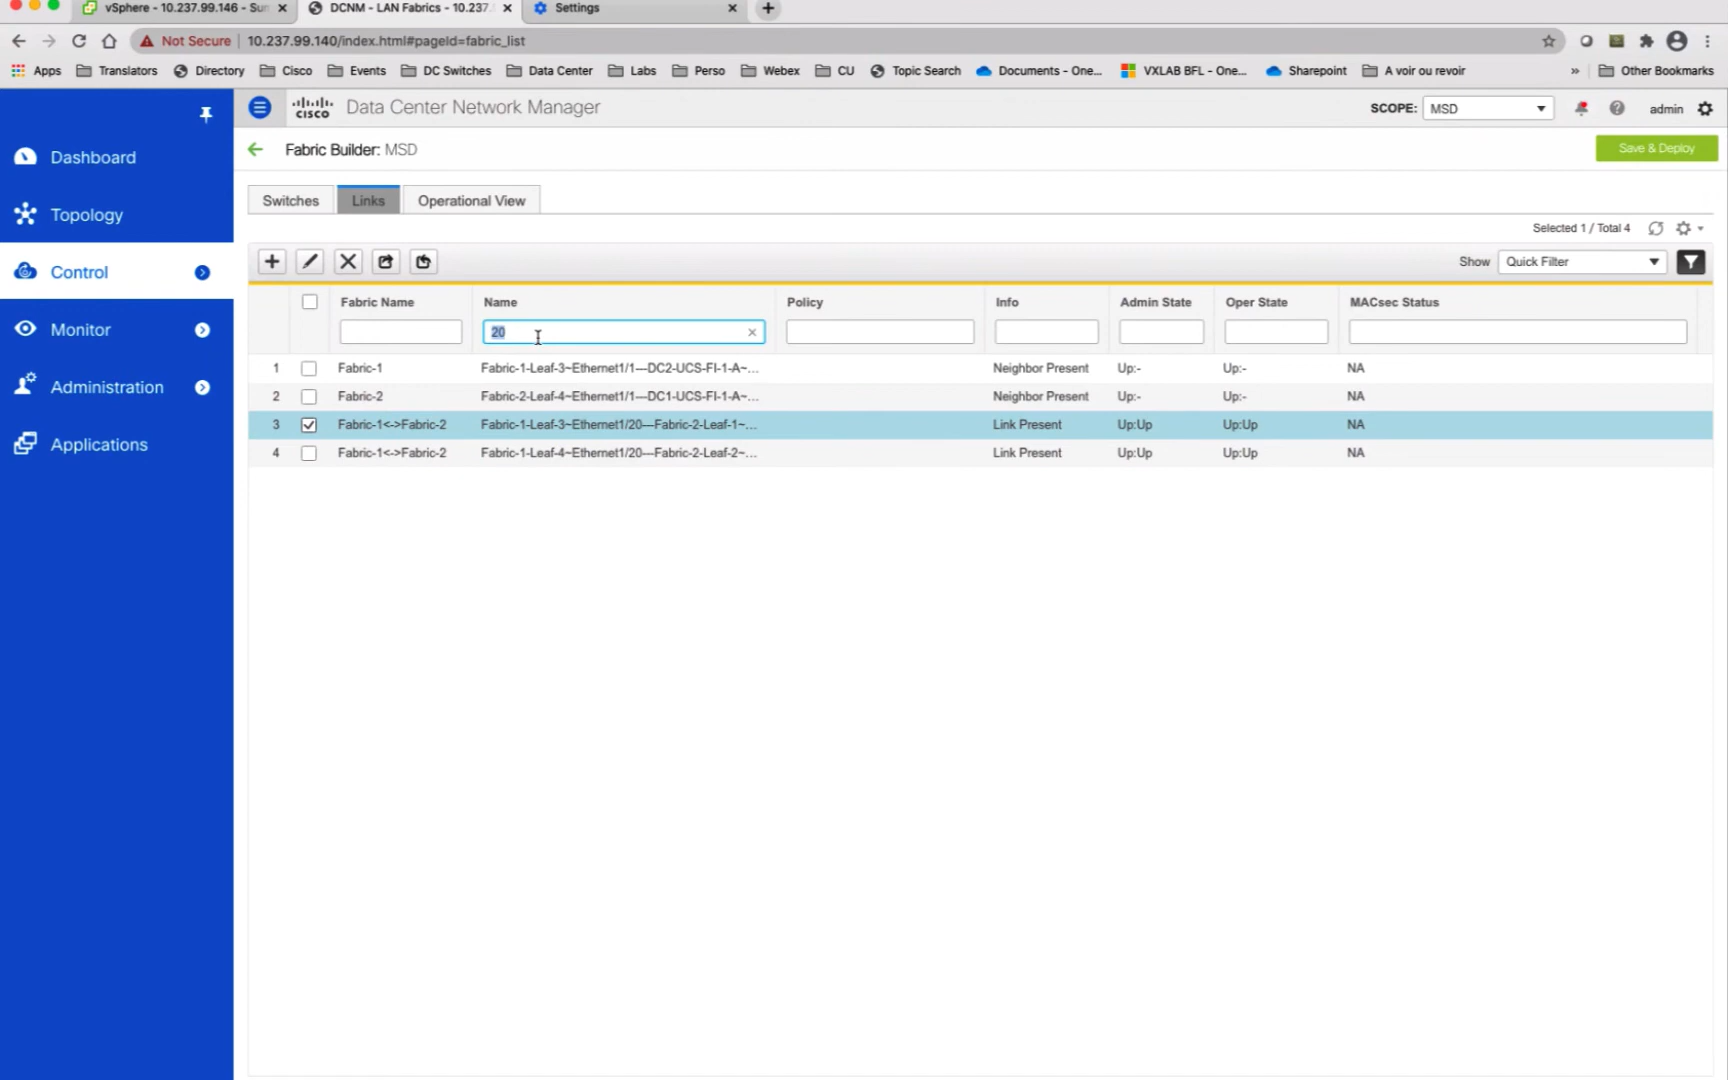 vSphere - 10.237.99.146 - Sum
DCNM - LAN Fabrics - 10.237.
Settings
Not Secure | 10.237.99.140/index.html#pageId=fabric_list
Apps Translators Directory Cisco Events DC Switches Data Center Labs Perso Webex CU Topic Search Documents - One... VXLAB BFL - One... Sharepoint A voir ou revoir » Other Bookmarks
cisco Data Center Network Manager SCOPE: MSD admin
Fabric Builder: MSD Save & Deploy
Dashboard
Topology
Control
Monitor
Administration
Applications
Switches Links Operational View
Selected 1 / Total 4
Show Quick Filter
Fabric Name Name Policy Info Admin State Oper State MACsec Status
20
1 Fabric-1 Fabric-1-Leaf-3~Ethernet1/1---DC2-UCS-FI-1-A~... Neighbor Present Up:- Up:- NA
2 Fabric-2 Fabric-2-Leaf-4~Ethernet1/1---DC1-UCS-FI-1-A~... Neighbor Present Up:- Up:- NA
3 Fabric-1<->Fabric-2 Fabric-1-Leaf-3~Ethernet1/20---Fabric-2-Leaf-1~... Link Present Up:Up Up:Up NA
4 Fabric-1<->Fabric-2 Fabric-1-Leaf-4~Ethernet1/20---Fabric-2-Leaf-2~... Link Present Up:Up Up:Up NA